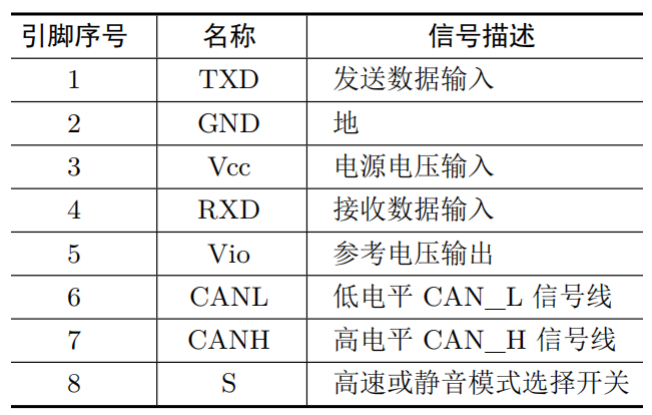 引脚序号 名称 信号描述
1 TXD 发送数据输入
2 GND 地
3 Vcc 电源电压输入
4 RXD 接收数据输入
5 Vio 参考电压输出
6 CANL 低电平 CAN_L 信号线
7 CANH 高电平 CAN_H 信号线
8 S 高速或静音模式选择开关